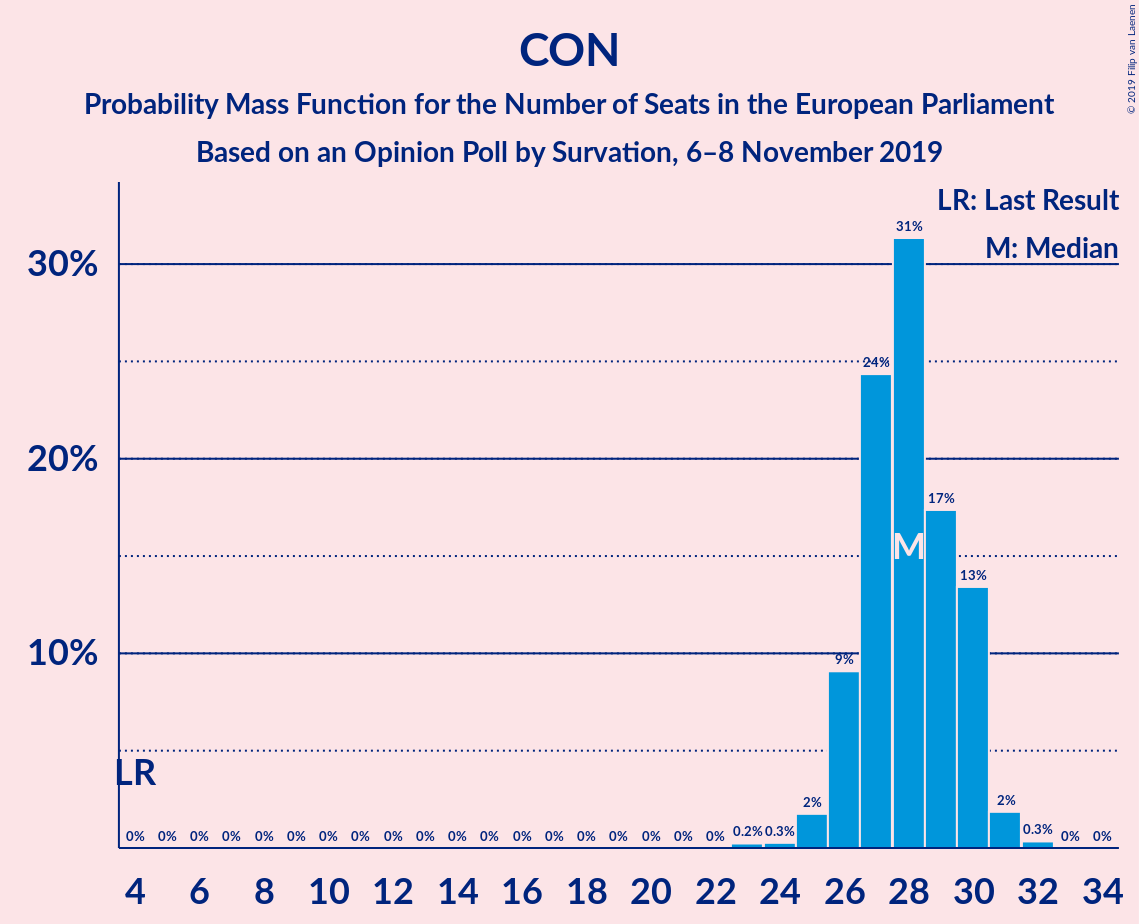 CON
Probability Mass Function for the Number of Seats in the European Parliament
Based on an Opinion Poll by Survation, 6–8 November 2019
© 2019 Filip van Laenen
LR: Last Result
M: Median
30%
20%
10%
31%
24%
17%
M
13%
9%
LR
2%
2%
0% 0% 0% 0% 0% 0% 0% 0% 0% 0% 0% 0% 0% 0% 0% 0% 0% 0% 0% 0.2% 0.3% 0.3% 0% 0%
4 6 8 10 12 14 16 18 20 22 24 26 28 30 32 34